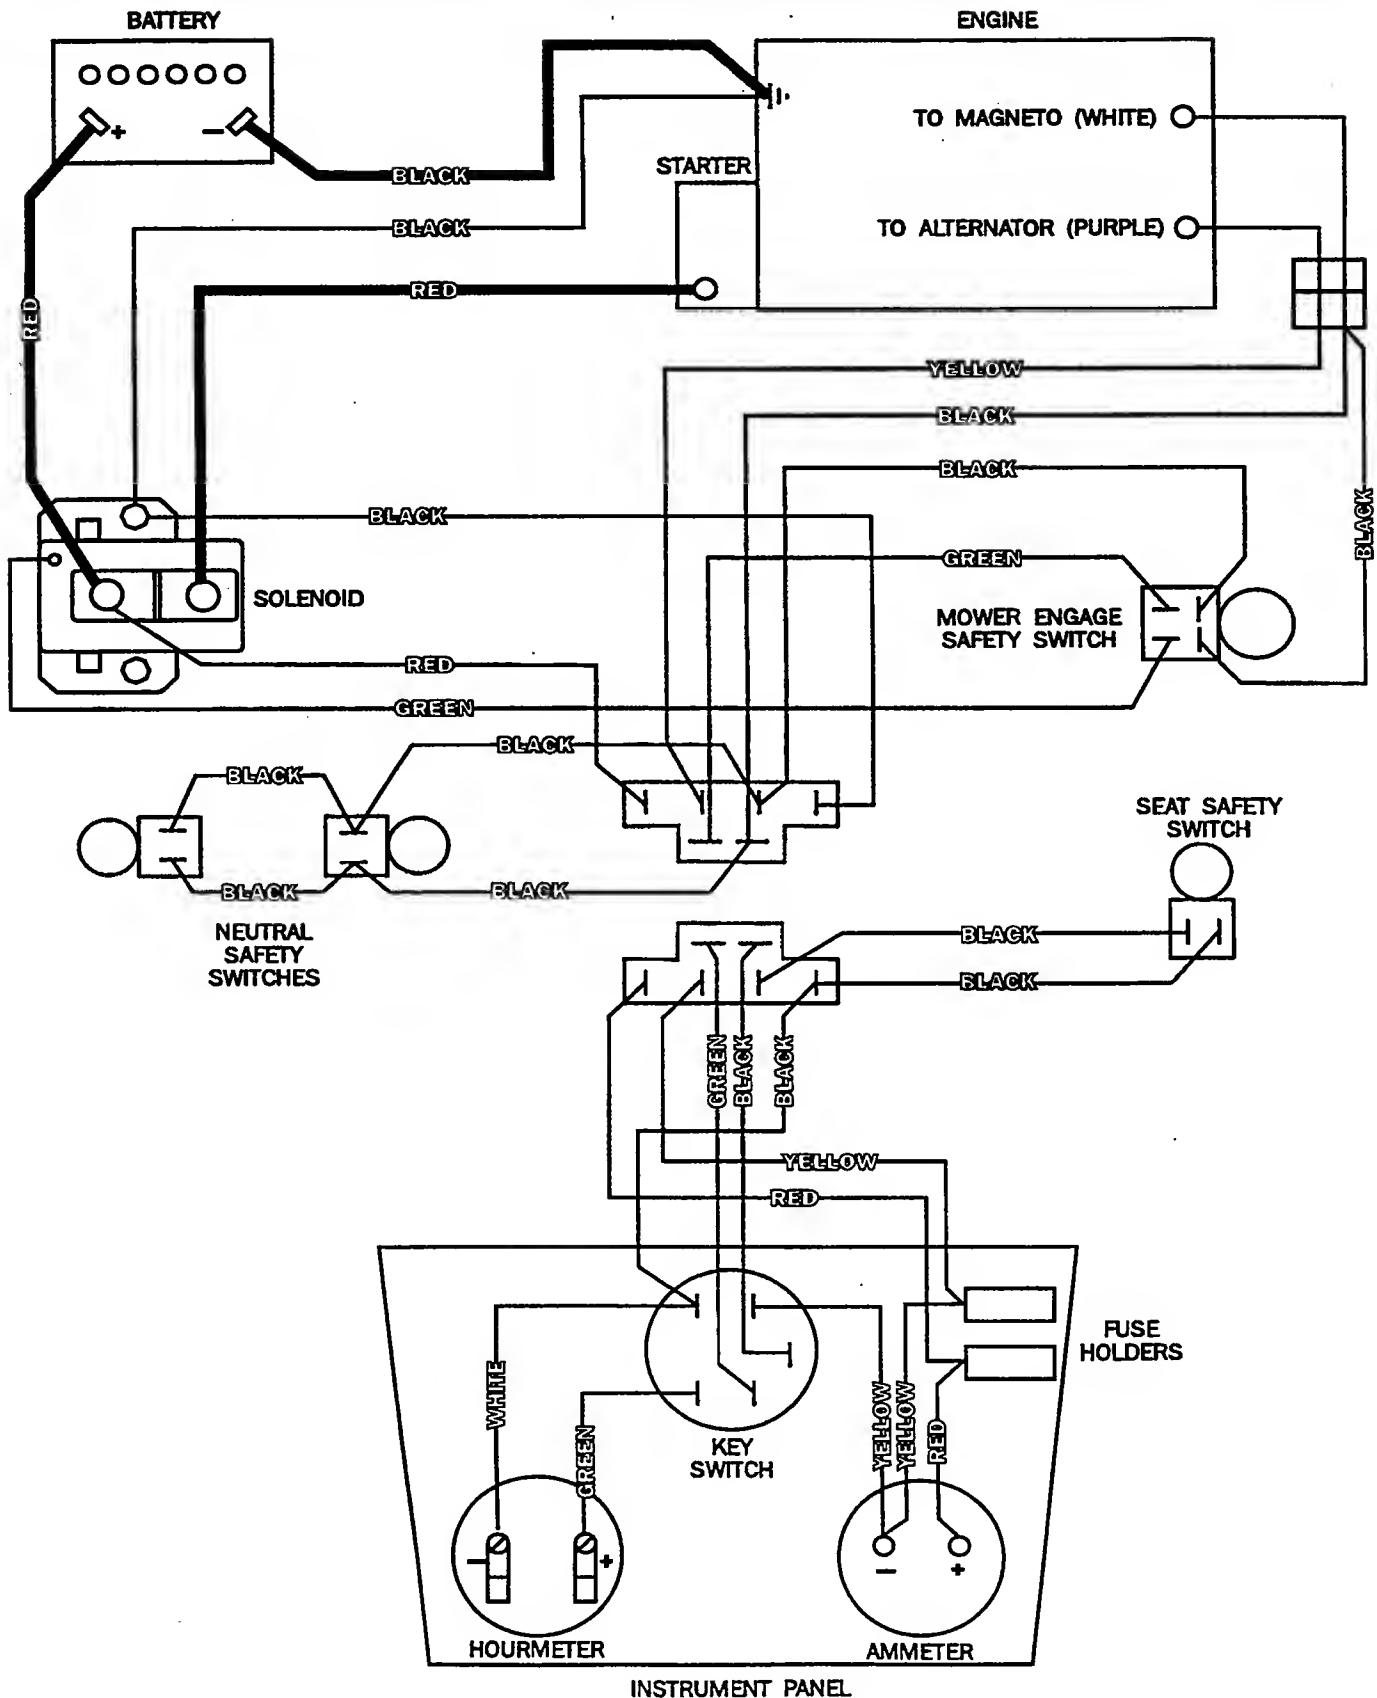 BATTERY
ENGINE
+
−
TO MAGNETO (WHITE)
BLACK
STARTER
BLACK
TO ALTERNATOR (PURPLE)
RED
RED
YELLOW
BLACK
BLACK
BLACK
BLACK
GREEN
SOLENOID
MOWER ENGAGE
SAFETY SWITCH
RED
GREEN
BLACK
BLACK
SEAT SAFETY
SWITCH
BLACK
BLACK
NEUTRAL
SAFETY
SWITCHES
BLACK
BLACK
GREEN
BLACK
BLACK
YELLOW
RED
FUSE
HOLDERS
WHITE
GREEN
KEY
SWITCH
YELLOW
YELLOW
RED
−
+
−
+
HOURMETER
AMMETER
INSTRUMENT PANEL